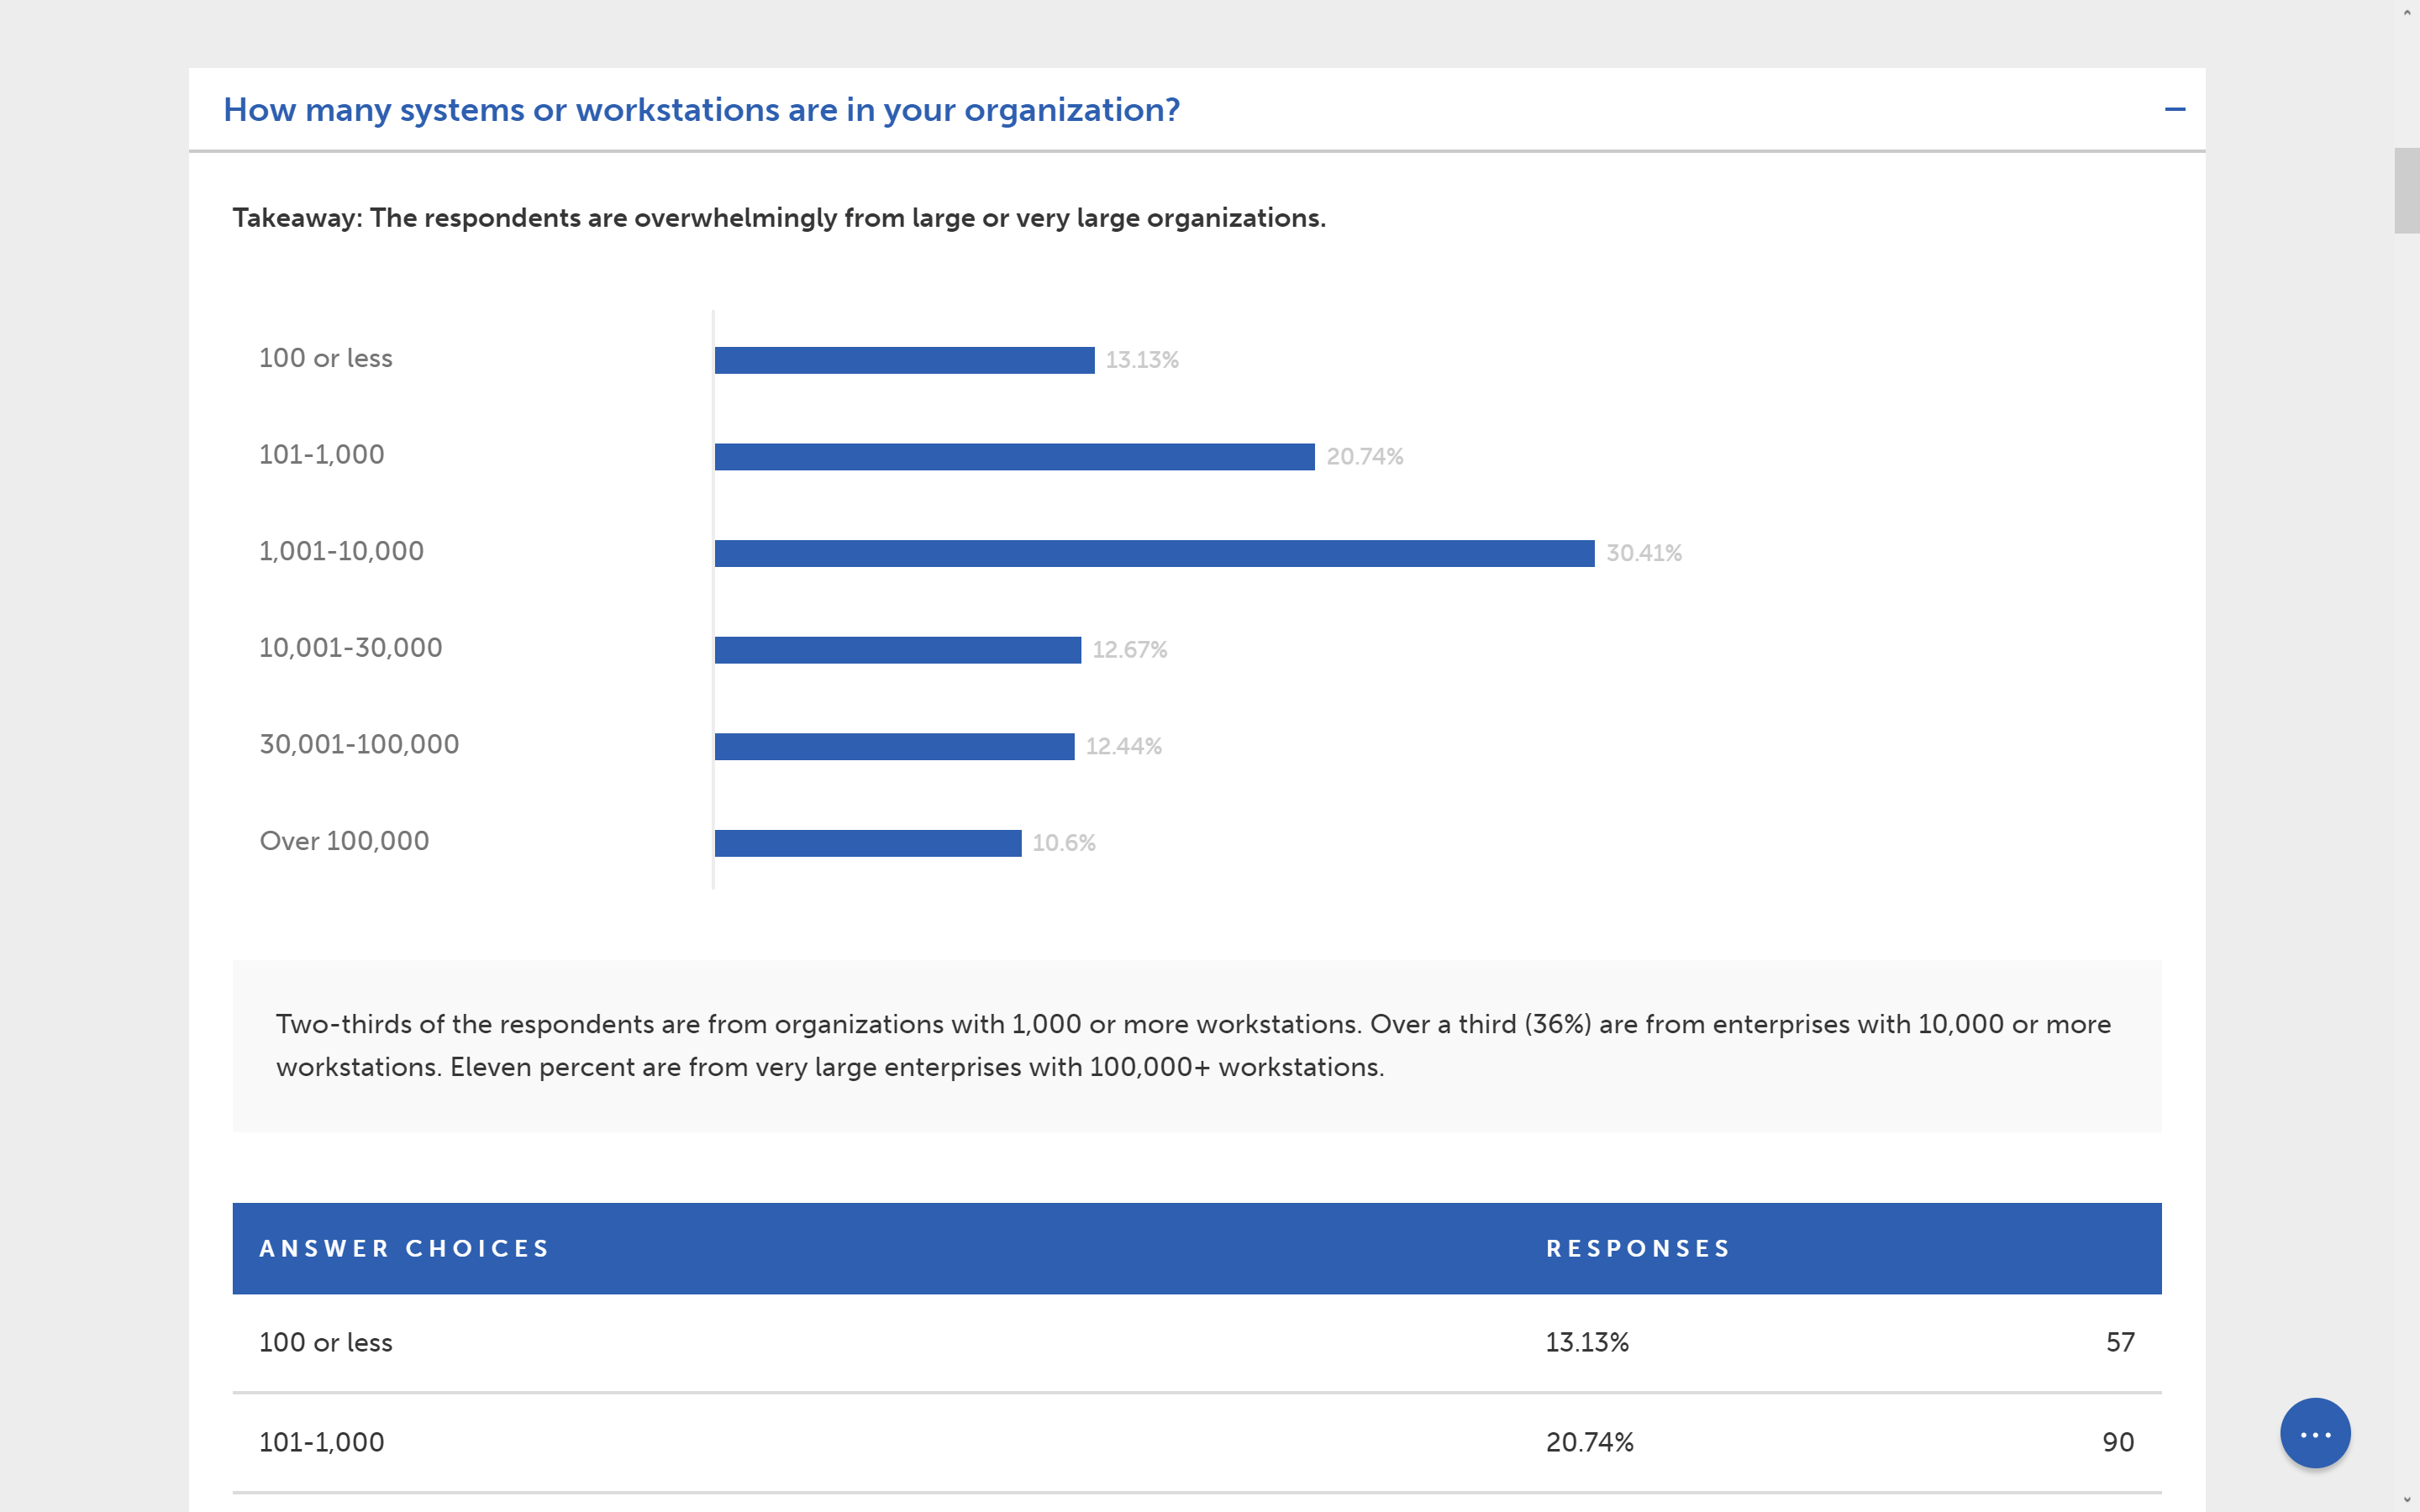 How many systems or workstations are in your organization?
Takeaway: The respondents are overwhelmingly from large or very large organizations.
100 or less 13.13%
101-1,000 20.74%
1,001-10,000 30.41%
10,001-30,000 12.67%
30,001-100,000 12.44%
Over 100,000 10.6%
Two-thirds of the respondents are from organizations with 1,000 or more workstations. Over a third (36%) are from enterprises with 10,000 or more
workstations. Eleven percent are from very large enterprises with 100,000+ workstations.
ANSWER CHOICES RESPONSES
100 or less 13.13% 57
101-1,000 20.74% 90